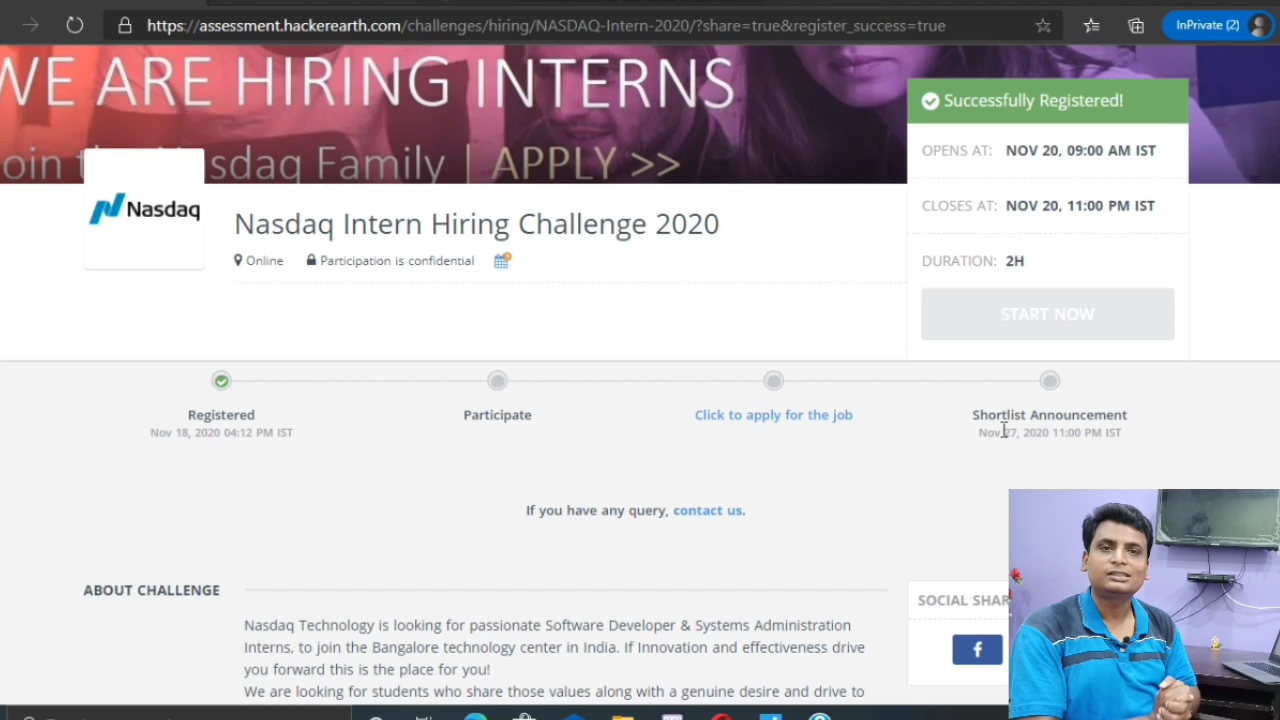 https://assessment.hackerearth.com/challenges/hiring/NASDAQ-Intern-2020/?share=true&register_success=true
InPrivate (2)
WE ARE HIRING INTERNS
Nasdaq Family | APPLY >>
Successfully Registered!
OPENS AT: NOV 20, 09:00 AM IST
CLOSES AT: NOV 20, 11:00 PM IST
DURATION: 2H
START NOW
Nasdaq
Nasdaq Intern Hiring Challenge 2020
Online
Participation is confidential
Registered
Nov 18, 2020 04:12 PM IST
Participate
Click to apply for the job
Shortlist Announcement
Nov 27, 2020 11:00 PM IST
If you have any query, contact us.
ABOUT CHALLENGE
Nasdaq Technology is looking for passionate Software Developer & Systems Administration
Interns, to join the Bangalore technology center in India. If Innovation and effectiveness drive
you forward this is the place for you!
We are looking for students who share those values along with a genuine desire and drive to
SOCIAL SHAR
f